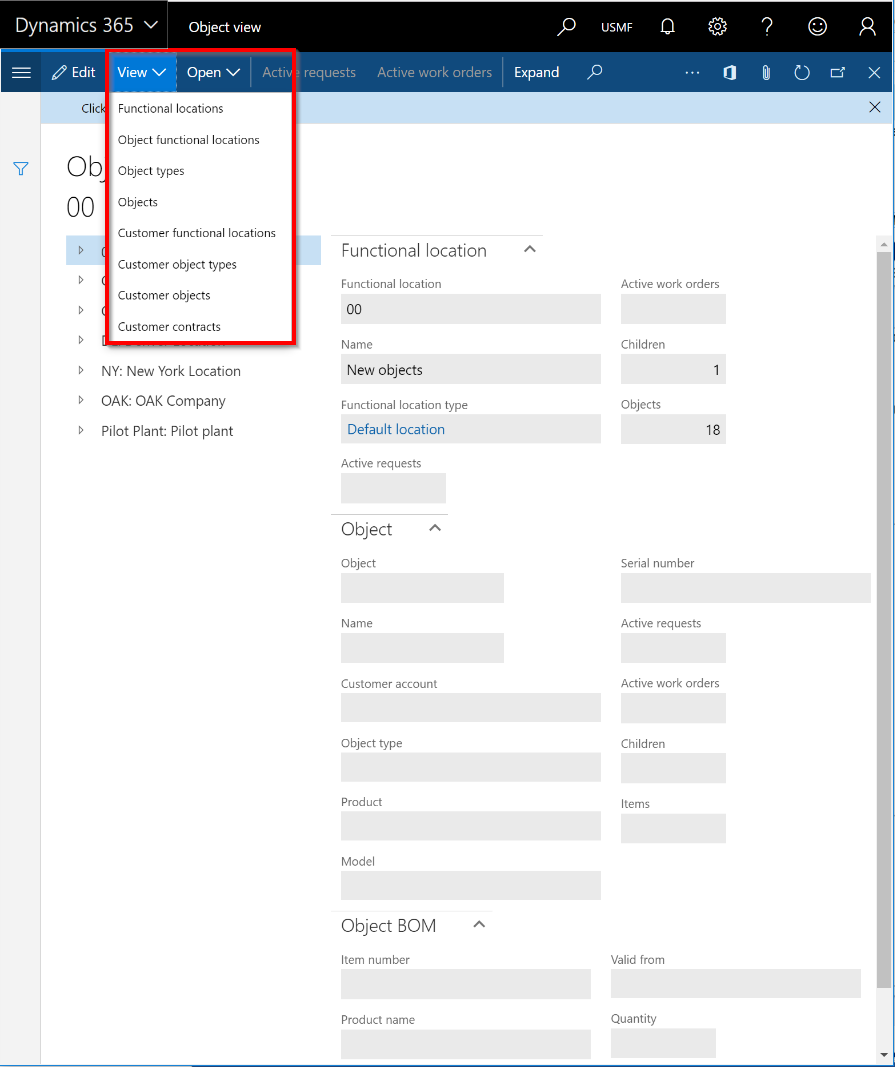 Dynamics 365 Object view USMF
Edit View Open Active requests Active work orders Expand
Click
Functional locations
Object functional locations
Object types
Objects
Customer functional locations
Customer object types
Customer objects
Customer contracts
00
NY: New York Location
OAK: OAK Company
Pilot Plant: Pilot plant
Functional location
Functional location Active work orders
00
Name Children
New objects 1
Functional location type Objects
Default location 18
Active requests
Object
Object Serial number
Name Active requests
Customer account Active work orders
Object type Children
Product Items
Model
Object BOM
Item number Valid from
Product name Quantity